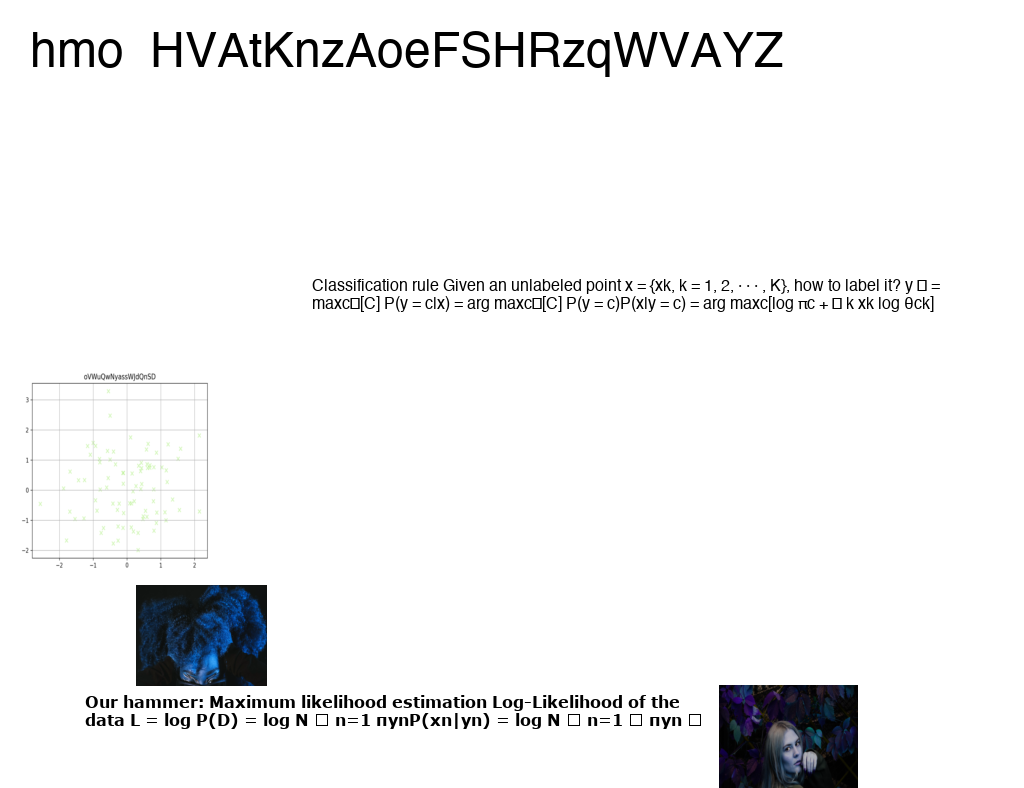 hmo HVAtKnzAoeFSHRzqWVAYZ
Classification rule Given an unlabeled point x = {xk, k = 1, 2, · · · , K}, how to label it? y □ =
maxc□[C] P(y = c|x) = arg maxc□[C] P(y = c)P(x|y = c) = arg maxc[log πc + □ k xk log θck]
oVWuQwNyassWJdQnSD
3
2
1
0
−1
−2
−2 −1 0 1 2
Our hammer: Maximum likelihood estimation Log-Likelihood of the
data L = log P(D) = log N □ n=1 πynP(xn|yn) = log N □ n=1 □ πyn □